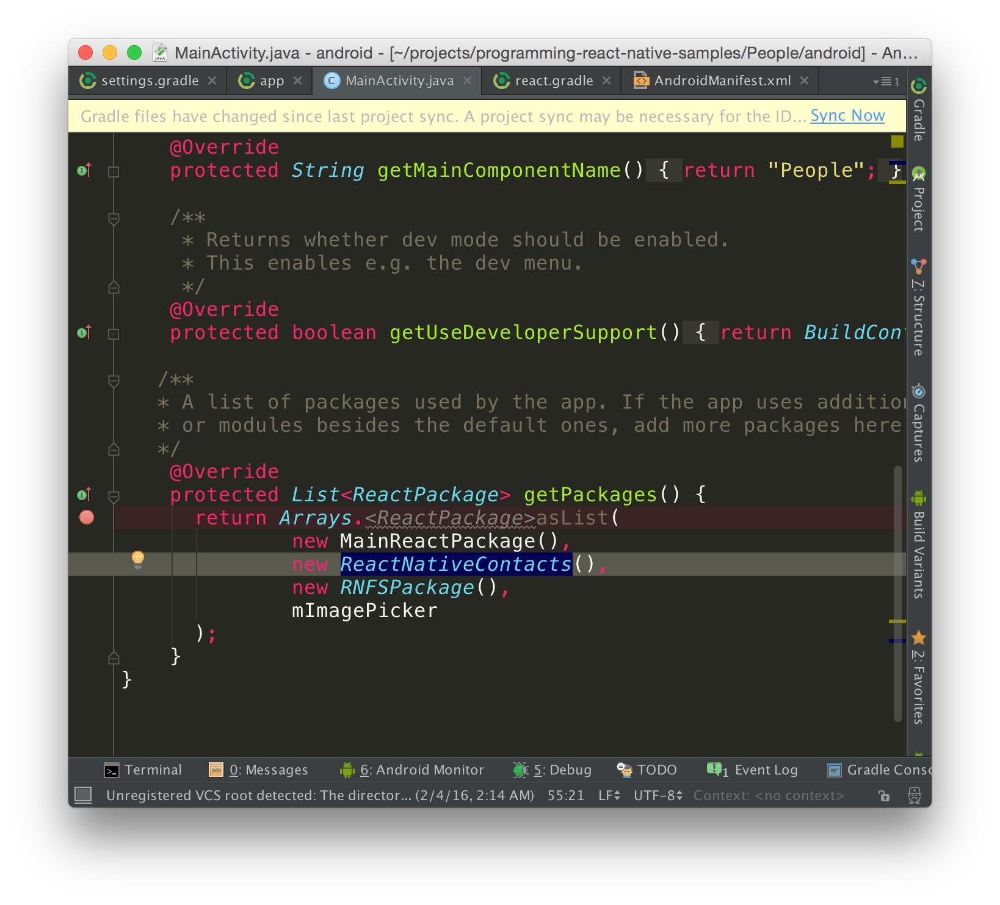 MainActivity.java - android - [~/projects/programming-react-native-samples/People/android] - An...
settings.gradle app C MainActivity.java react.gradle <> AndroidManifest.xml 1
Gradle files have changed since last project sync. A project sync may be necessary for the ID... Sync Now
@Override
protected String getMainComponentName() { return "People"; }
/**
* Returns whether dev mode should be enabled.
* This enables e.g. the dev menu.
*/
@Override
protected boolean getUseDeveloperSupport() { return BuildCon
/**
* A list of packages used by the app. If the app uses addition
* or modules besides the default ones, add more packages here
*/
@Override
protected List<ReactPackage> getPackages() {
return Arrays.<ReactPackage>asList(
new MainReactPackage(),
new ReactNativeContacts(),
new RNFSPackage(),
mImagePicker
);
}
}
Gradle
Project
7: Structure
Captures
Build Variants
2: Favorites
Terminal 0: Messages 6: Android Monitor 5: Debug TODO 1 Event Log Gradle Conso
Unregistered VCS root detected: The director... (2/4/16, 2:14 AM) 55:21 LF UTF-8 Context: <no context>